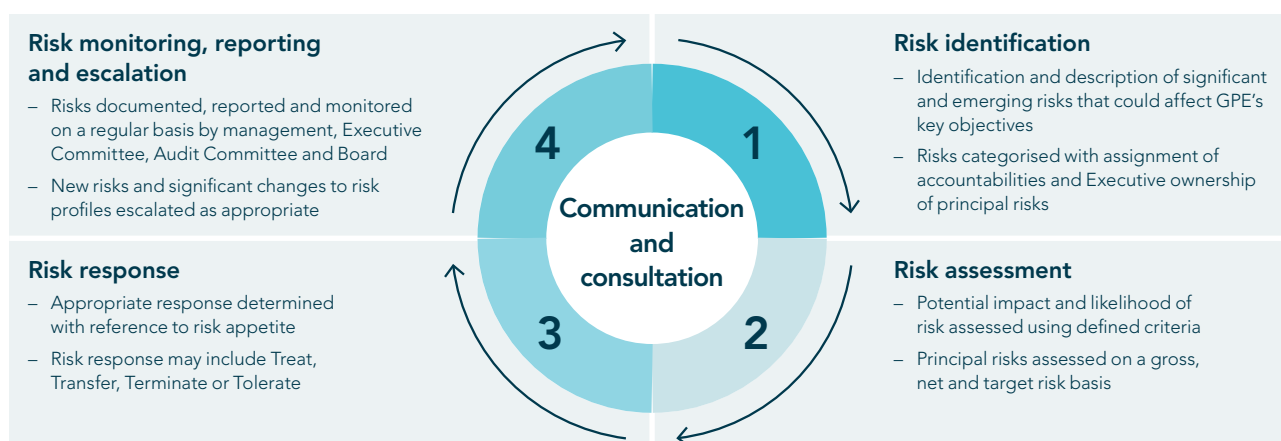 Risk monitoring, reporting
and escalation
– Risks documented, reported and monitored
on a regular basis by management, Executive
Committee, Audit Committee and Board
– New risks and significant changes to risk
profiles escalated as appropriate
4
1
Risk identification
– Identification and description of significant
and emerging risks that could affect GPE’s
key objectives
– Risks categorised with assignment of
accountabilities and Executive ownership
of principal risks
Communication
and
consultation
Risk response
– Appropriate response determined
with reference to risk appetite
– Risk response may include Treat,
Transfer, Terminate or Tolerate
3
2
Risk assessment
– Potential impact and likelihood of
risk assessed using defined criteria
– Principal risks assessed on a gross,
net and target risk basis